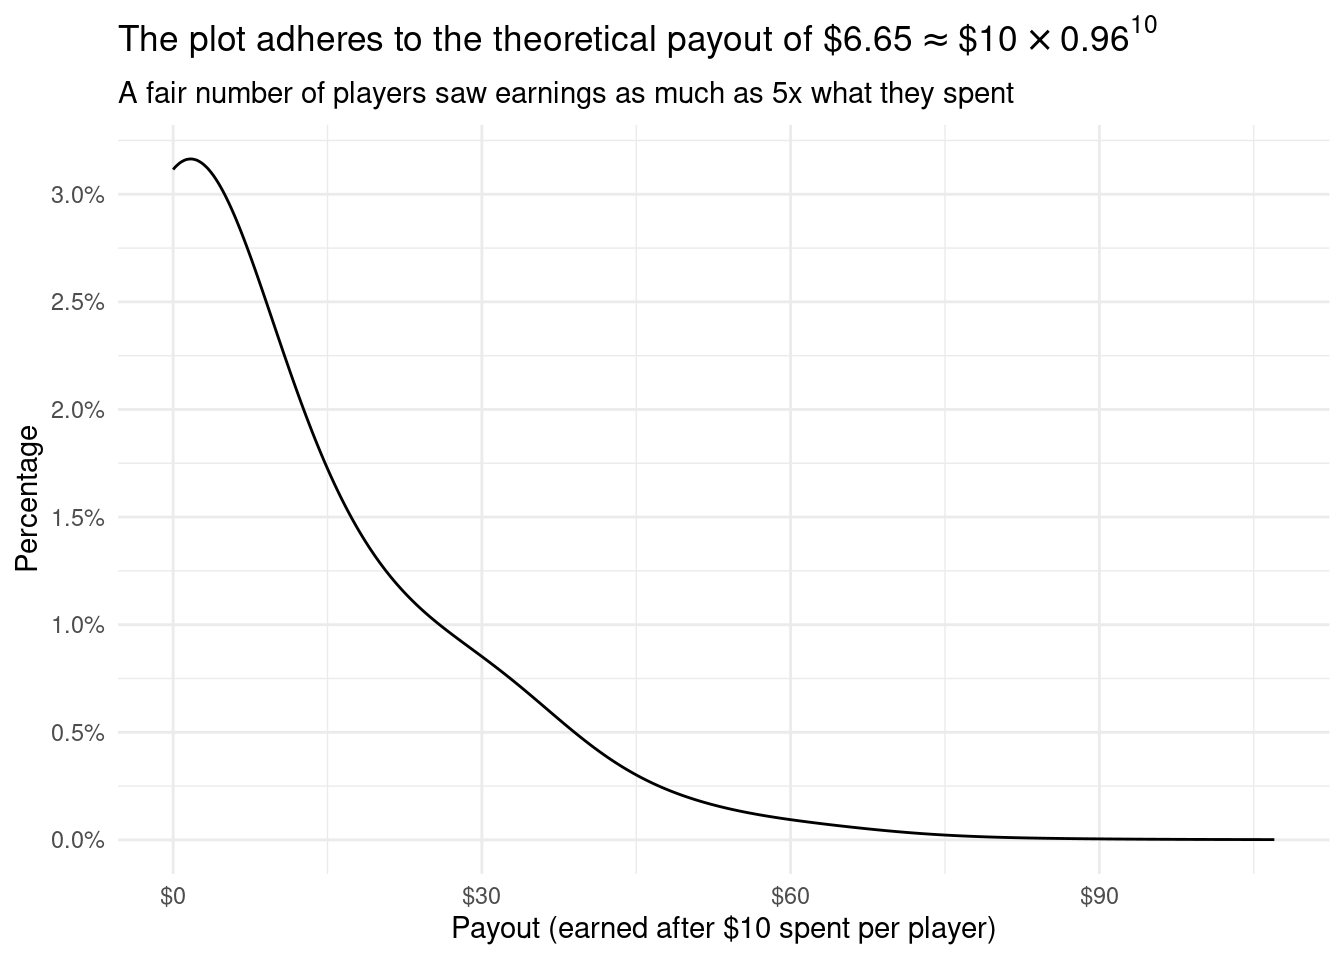 The plot adheres to the theoretical payout of $6.65 ≈ $10 × 0.96¹⁰
A fair number of players saw earnings as much as 5x what they spent
3.0%
2.5%
2.0%
1.5%
1.0%
0.5%
0.0%
Percentage
$0 $30 $60 $90
Payout (earned after $10 spent per player)